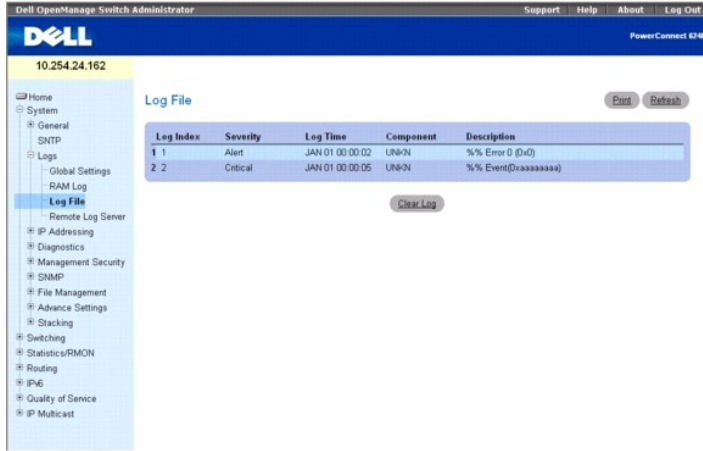 Dell OpenManage Switch Administrator Support Help About Log Out
DELL
PowerConnect 6248
10.254.24.162
Home
System
General
SNTP
Logs
Global Settings
RAM Log
Log File
Remote Log Server
IP Addressing
Diagnostics
Management Security
SNMP
File Management
Advance Settings
Stacking
Switching
Statistics/RMON
Routing
IPv6
Quality of Service
IP Multicast
Log File
Print Refresh
Log Index Severity Log Time Component Description
1 1 Alert JAN 01 00:00:02 UNKN %% Error 0 (0x0)
2 2 Critical JAN 01 00:00:05 UNKN %% Event(0xaaaaaaaa)
Clear Log